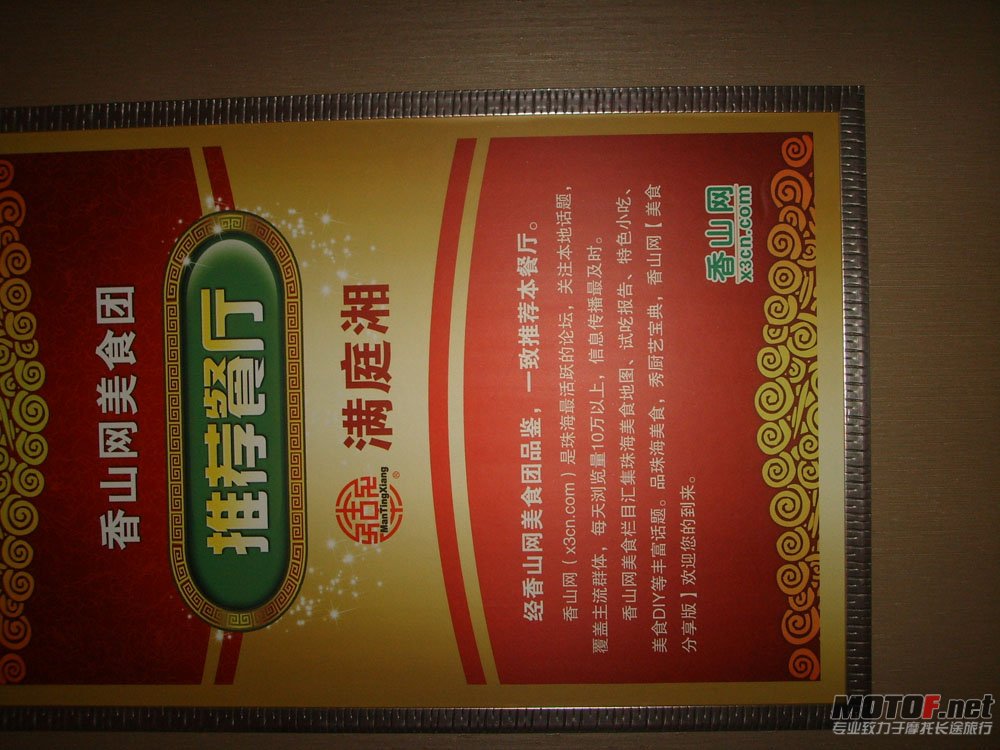 香山网美食团
推荐餐厅
满庭湘
ManTingXiang
®
经香山网美食团品鉴，一致推荐本餐厅。
香山网（x3cn.com）是珠海最活跃的论坛，关注本地话题，
覆盖主流群体，每天浏览量10万以上，信息传播最及时。
香山网美食栏目汇集珠海美食地图、试吃报告、特色小吃、
美食DIY等丰富话题。品珠海美食，秀厨艺宝典，香山网【美食
分享版】欢迎您的到来。
香山网
x3cn.com
MOTOF.net
专业致力于摩托长途旅行